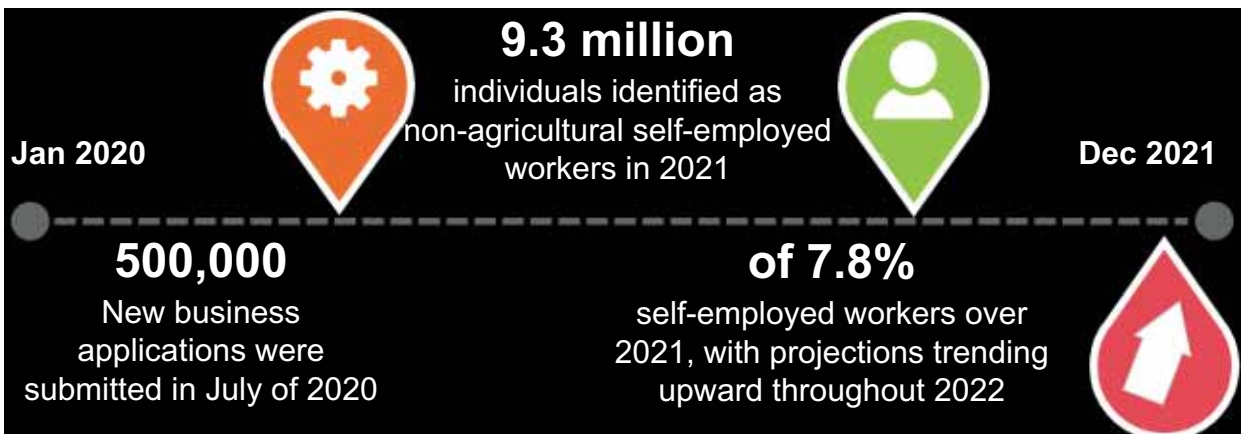 9.3 million
individuals identified as
non-agricultural self-employed
workers in 2021
Jan 2020
Dec 2021
500,000
New business
applications were
submitted in July of 2020
of 7.8%
self-employed workers over
2021, with projections trending
upward throughout 2022